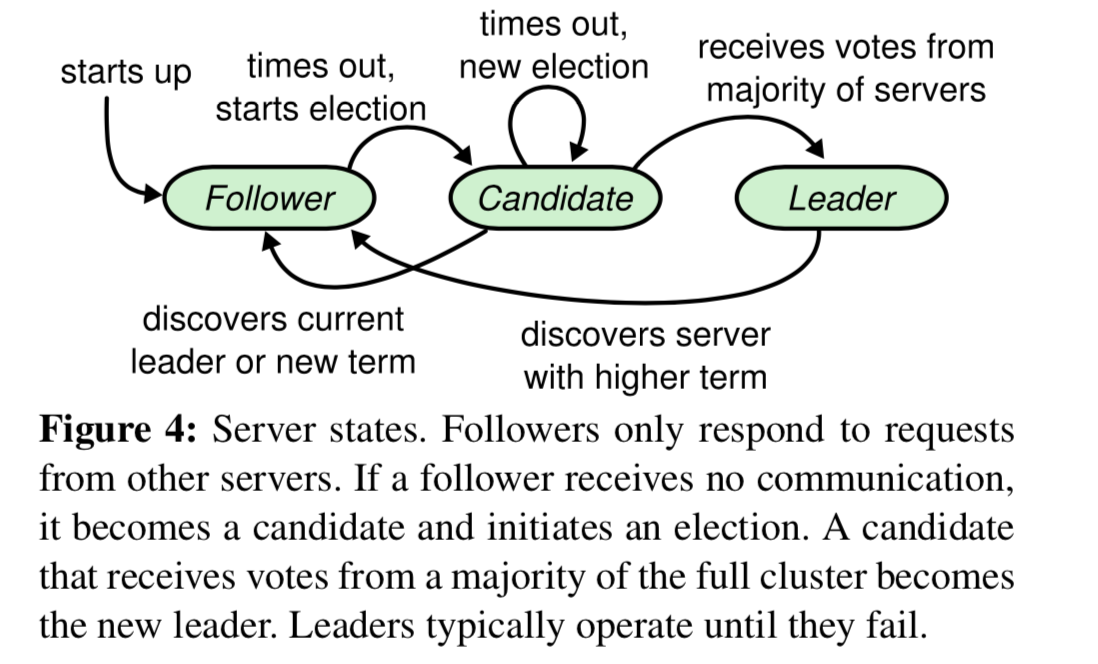 starts up
times out,
starts election
times out,
new election
receives votes from
majority of servers
Follower
Candidate
Leader
discovers current
leader or new term
discovers server
with higher term
Figure 4: Server states. Followers only respond to requests
from other servers. If a follower receives no communication,
it becomes a candidate and initiates an election. A candidate
that receives votes from a majority of the full cluster becomes
the new leader. Leaders typically operate until they fail.